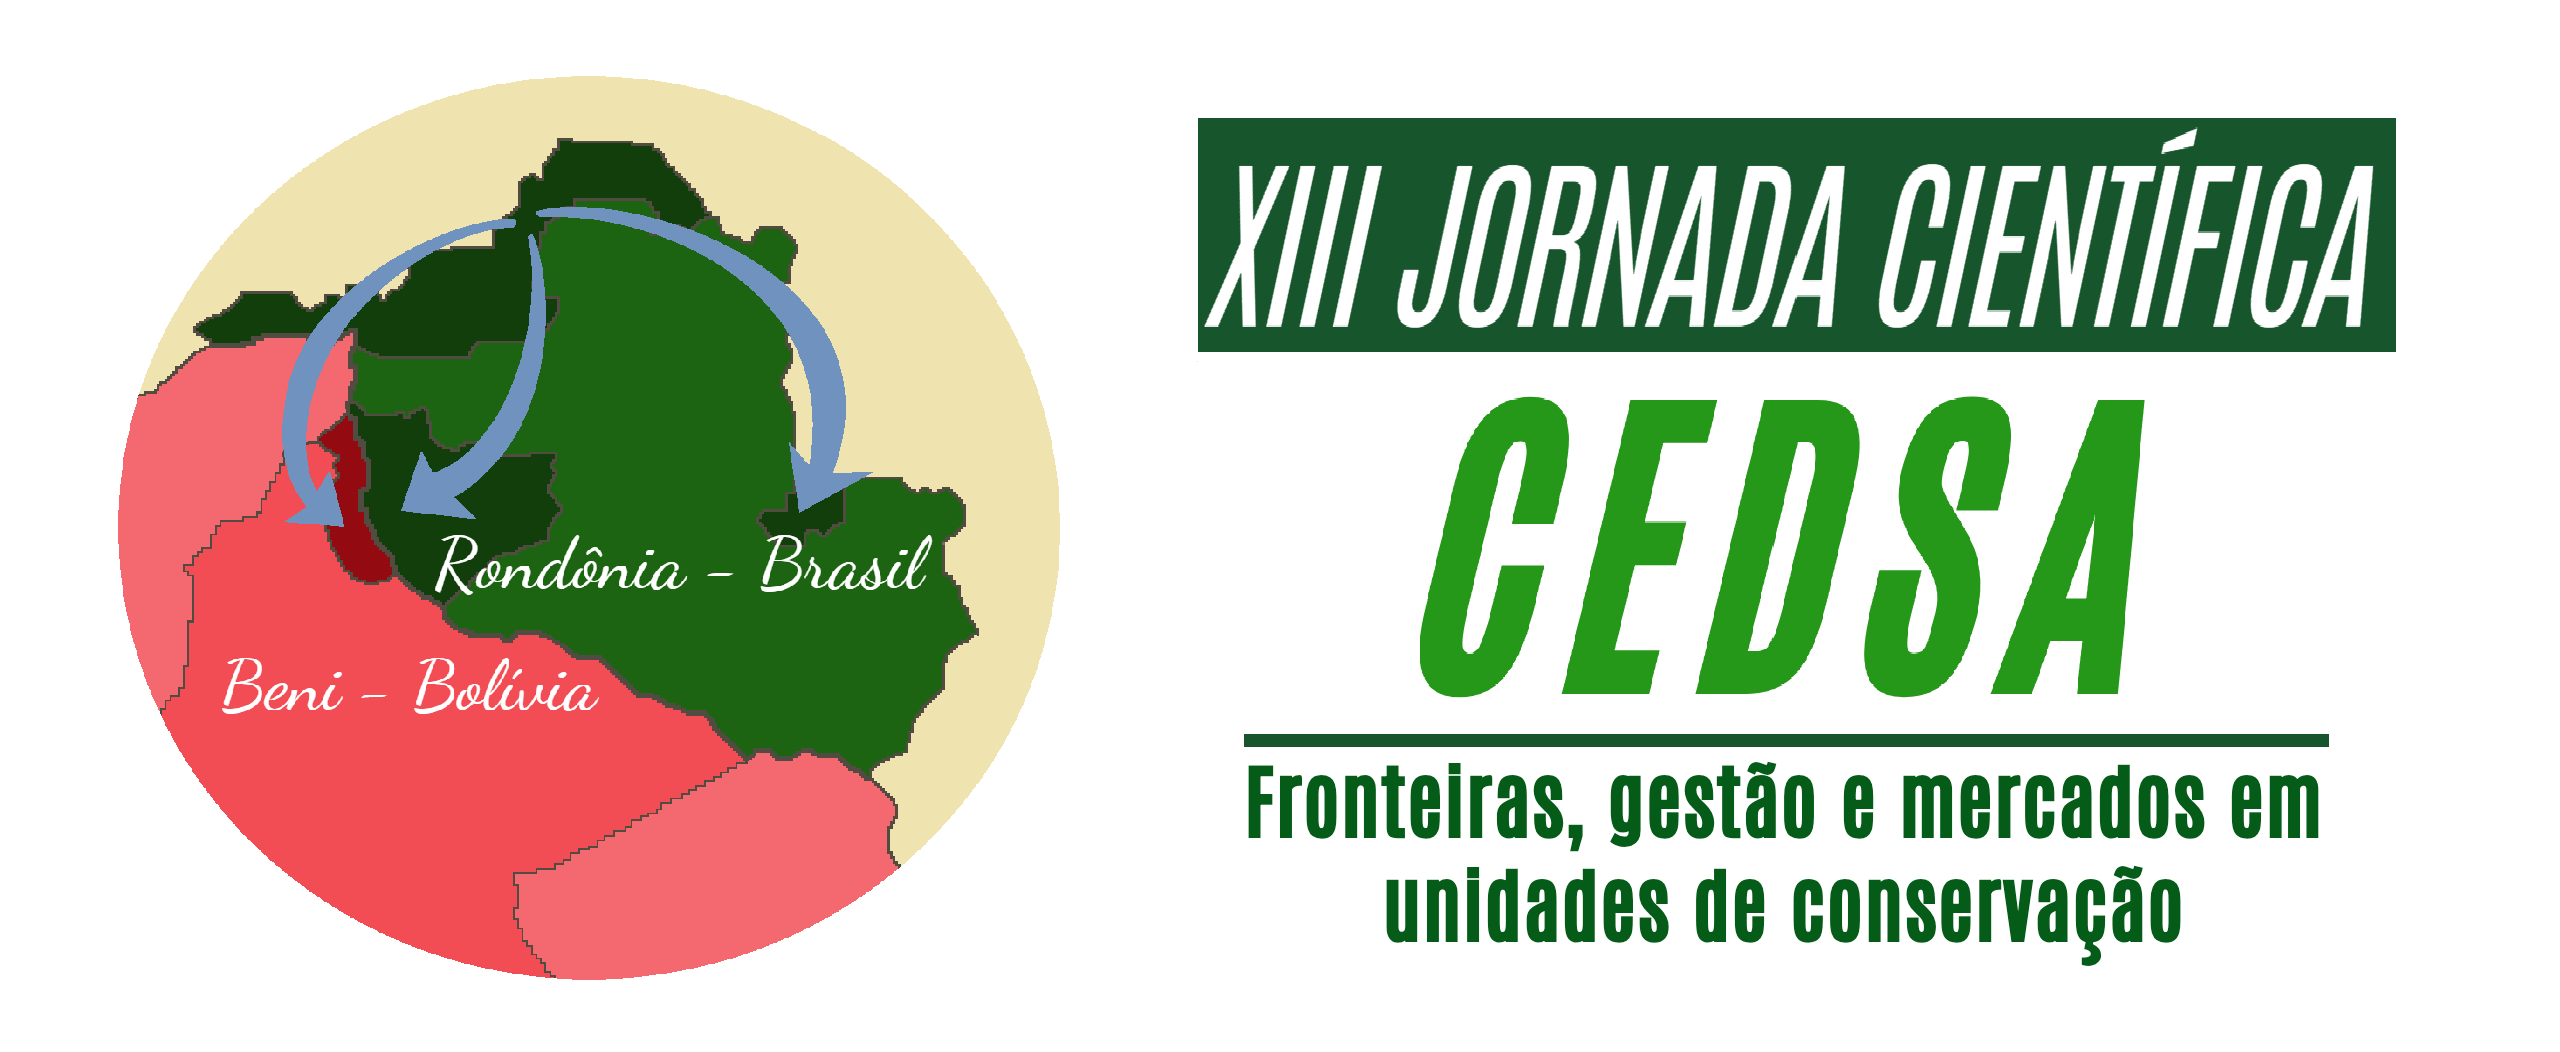 Rondônia - Brasil
Beni - Bolívia
XIII JORNADA CIENTÍFICA
CEDSA
Fronteiras, gestão e mercados em
unidades de conservação